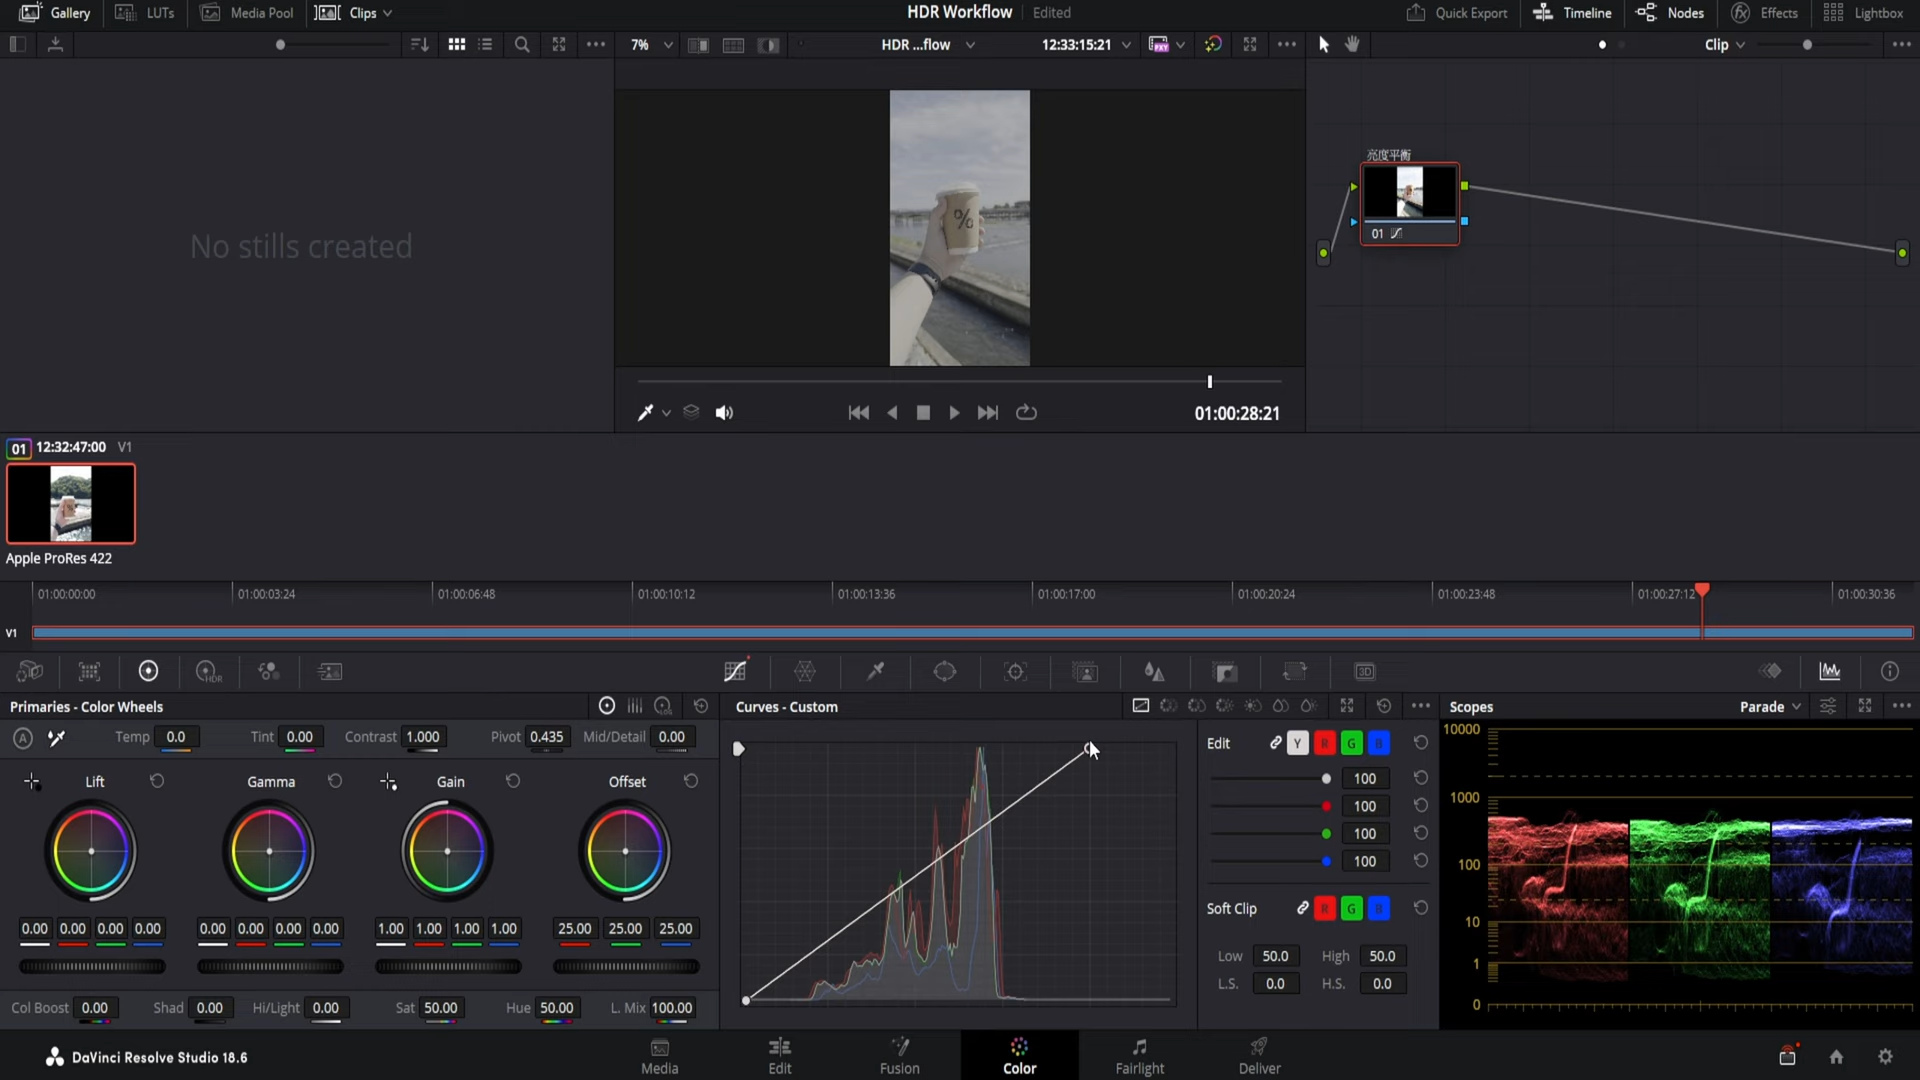 Gallery LUTs Media Pool Clips HDR Workflow Edited Quick Export Timeline Nodes Effects Lightbox
7% HDR ...flow 12:33:15:21 Clip
No stills created
%
亮度平衡
01
01:00:28:21
01 12:32:47:00 V1
Apple ProRes 422
01:00:00:00 01:00:03:24 01:00:06:48 01:00:10:12 01:00:13:36 01:00:17:00 01:00:20:24 01:00:23:48 01:00:27:12 01:00:30:36
V1
HDR 3D
Primaries - Color Wheels Curves - Custom Scopes Parade
A Temp 0.0 Tint 0.00 Contrast 1.000 Pivot 0.435 Mid/Detail 0.00
Lift Gamma Gain Offset
0.00 0.00 0.00 0.00 0.00 0.00 0.00 0.00 1.00 1.00 1.00 1.00 25.00 25.00 25.00
Col Boost 0.00 Shad 0.00 Hi/Light 0.00 Sat 50.00 Hue 50.00 L. Mix 100.00
Edit Y R G B
100
100
100
100
Soft Clip R G B
Low 50.0 High 50.0
L.S. 0.0 H.S. 0.0
10000
1000
100
10
1
0
DaVinci Resolve Studio 18.6 Media Edit Fusion Color Fairlight Deliver